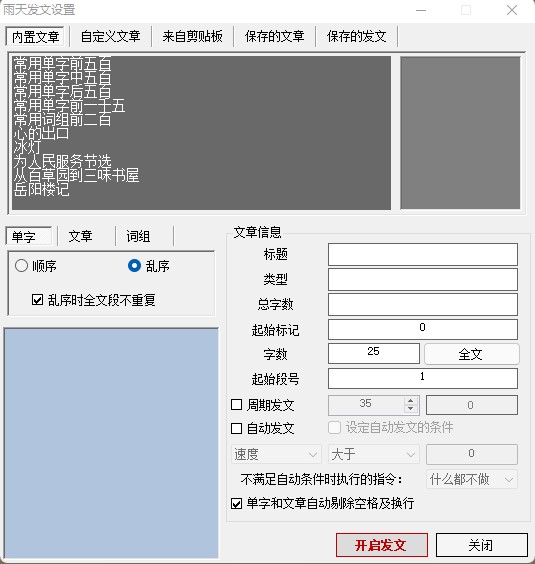 雨天发文设置
内置文章 自定义文章 来自剪贴板 保存的文章 保存的发文
常用单字前五百
常用单字中五百
常用单字后五百
常用单字前一千五
常用词组前二百
心的出口
冰灯
为人民服务节选
从百草园到三味书屋
岳阳楼记
单字 文章 词组
顺序 乱序
乱序时全文段不重复
文章信息
标题
类型
总字数
起始标记 0
字数 25 全文
起始段号 1
周期发文 35 0
自动发文 设定自动发文的条件
速度 大于 0
不满足自动条件时执行的指令： 什么都不做
单字和文章自动剔除空格及换行
开启发文 关闭